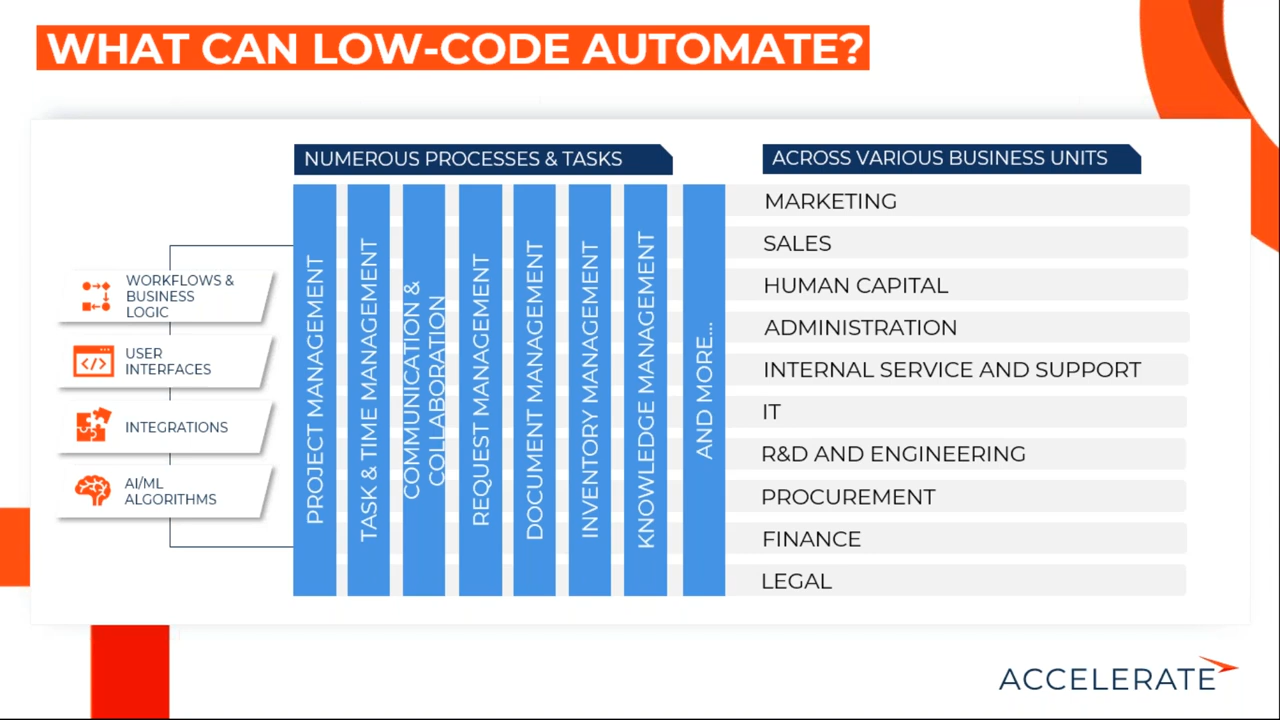 WHAT CAN LOW-CODE AUTOMATE?
NUMEROUS PROCESSES & TASKS
ACROSS VARIOUS BUSINESS UNITS
WORKFLOWS &
BUSINESS
LOGIC
USER
INTERFACES
INTEGRATIONS
AI/ML
ALGORITHMS
PROJECT MANAGEMENT
TASK & TIME MANAGEMENT
COMMUNICATION &
COLLABORATION
REQUEST MANAGEMENT
DOCUMENT MANAGEMENT
INVENTORY MANAGEMENT
KNOWLEDGE MANAGEMENT
AND MORE...
MARKETING
SALES
HUMAN CAPITAL
ADMINISTRATION
INTERNAL SERVICE AND SUPPORT
IT
R&D AND ENGINEERING
PROCUREMENT
FINANCE
LEGAL
ACCELERATE